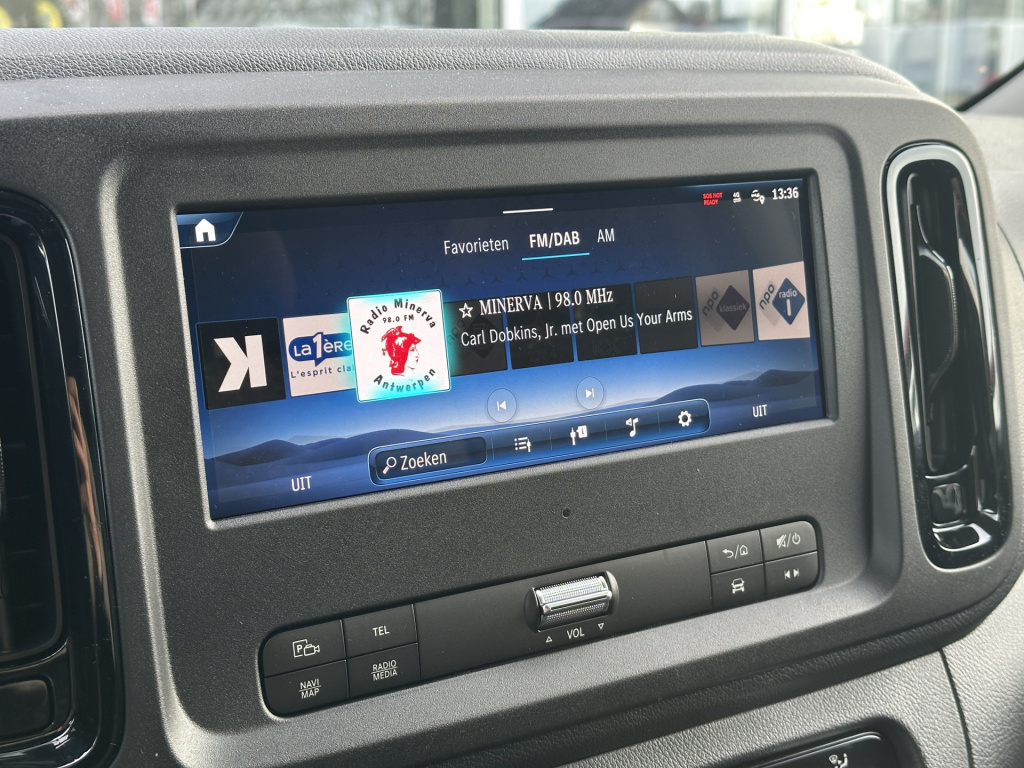 SOS NOT
READY
4G
13:36
Favorieten FM/DAB AM
K
La 1ère
L'esprit clai
Radio Minerva
98.0 FM
Antwerpen
MINERVA | 98.0 MHz
Carl Dobkins, Jr. met Open Us Your Arms
npo
klassiek
npo
radio
1
Zoeken
UIT
UIT
P
TEL
NAVI
MAP
RADIO
MEDIA
VOL